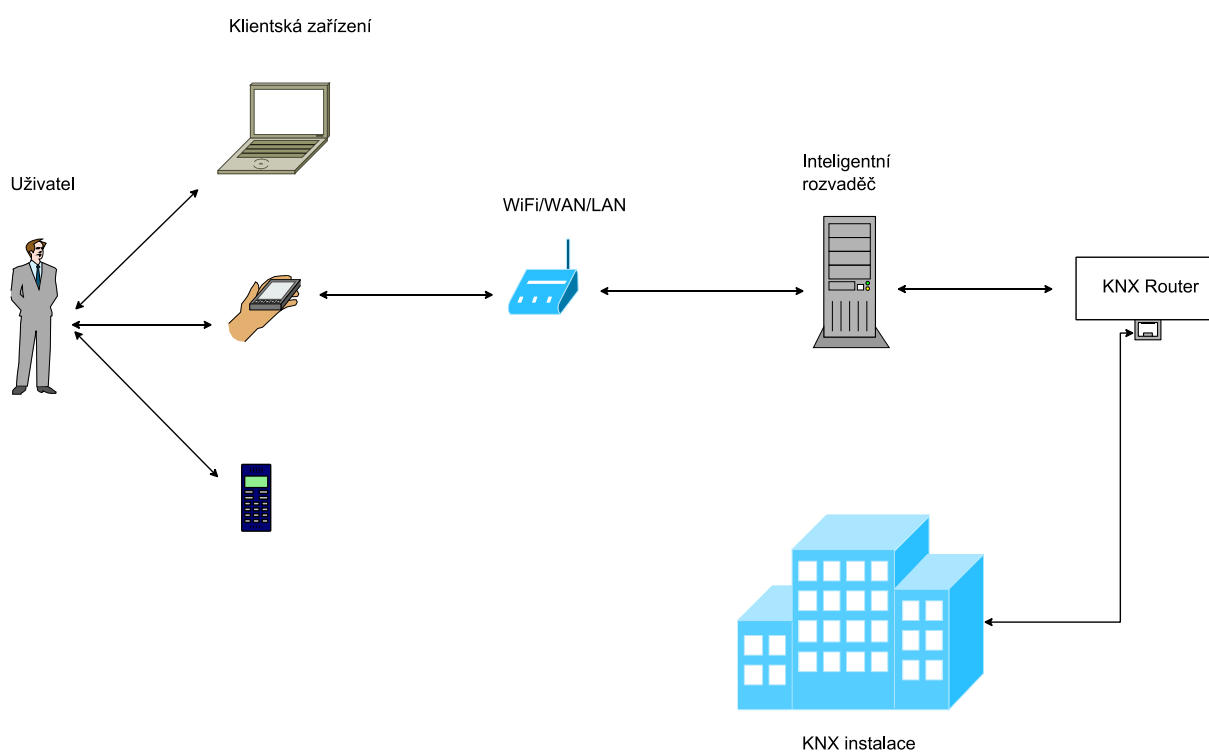 Klientská zařízení
Uživatel
WiFi/WAN/LAN
Inteligentní
rozvaděč
KNX Router
KNX instalace